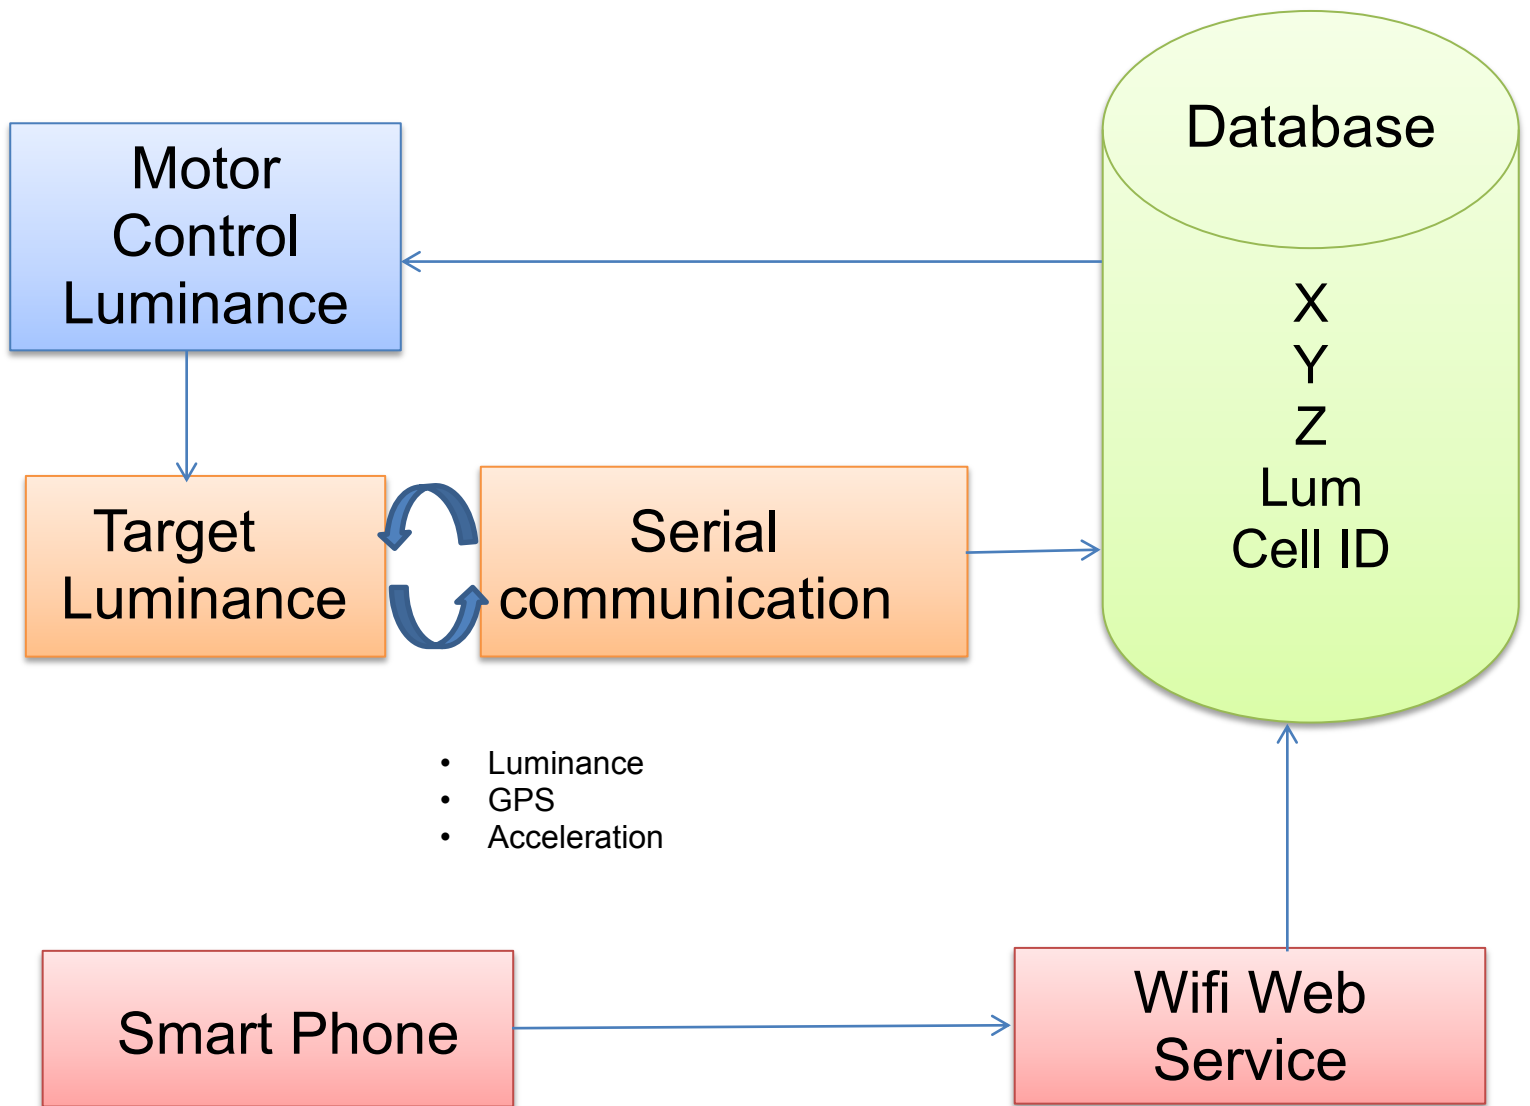 Database
Motor
Control
Luminance
X
Y
Z
Lum
Cell ID
Target
Luminance
Serial
communication
• Luminance
• GPS
• Acceleration
Smart Phone
Wifi Web
Service